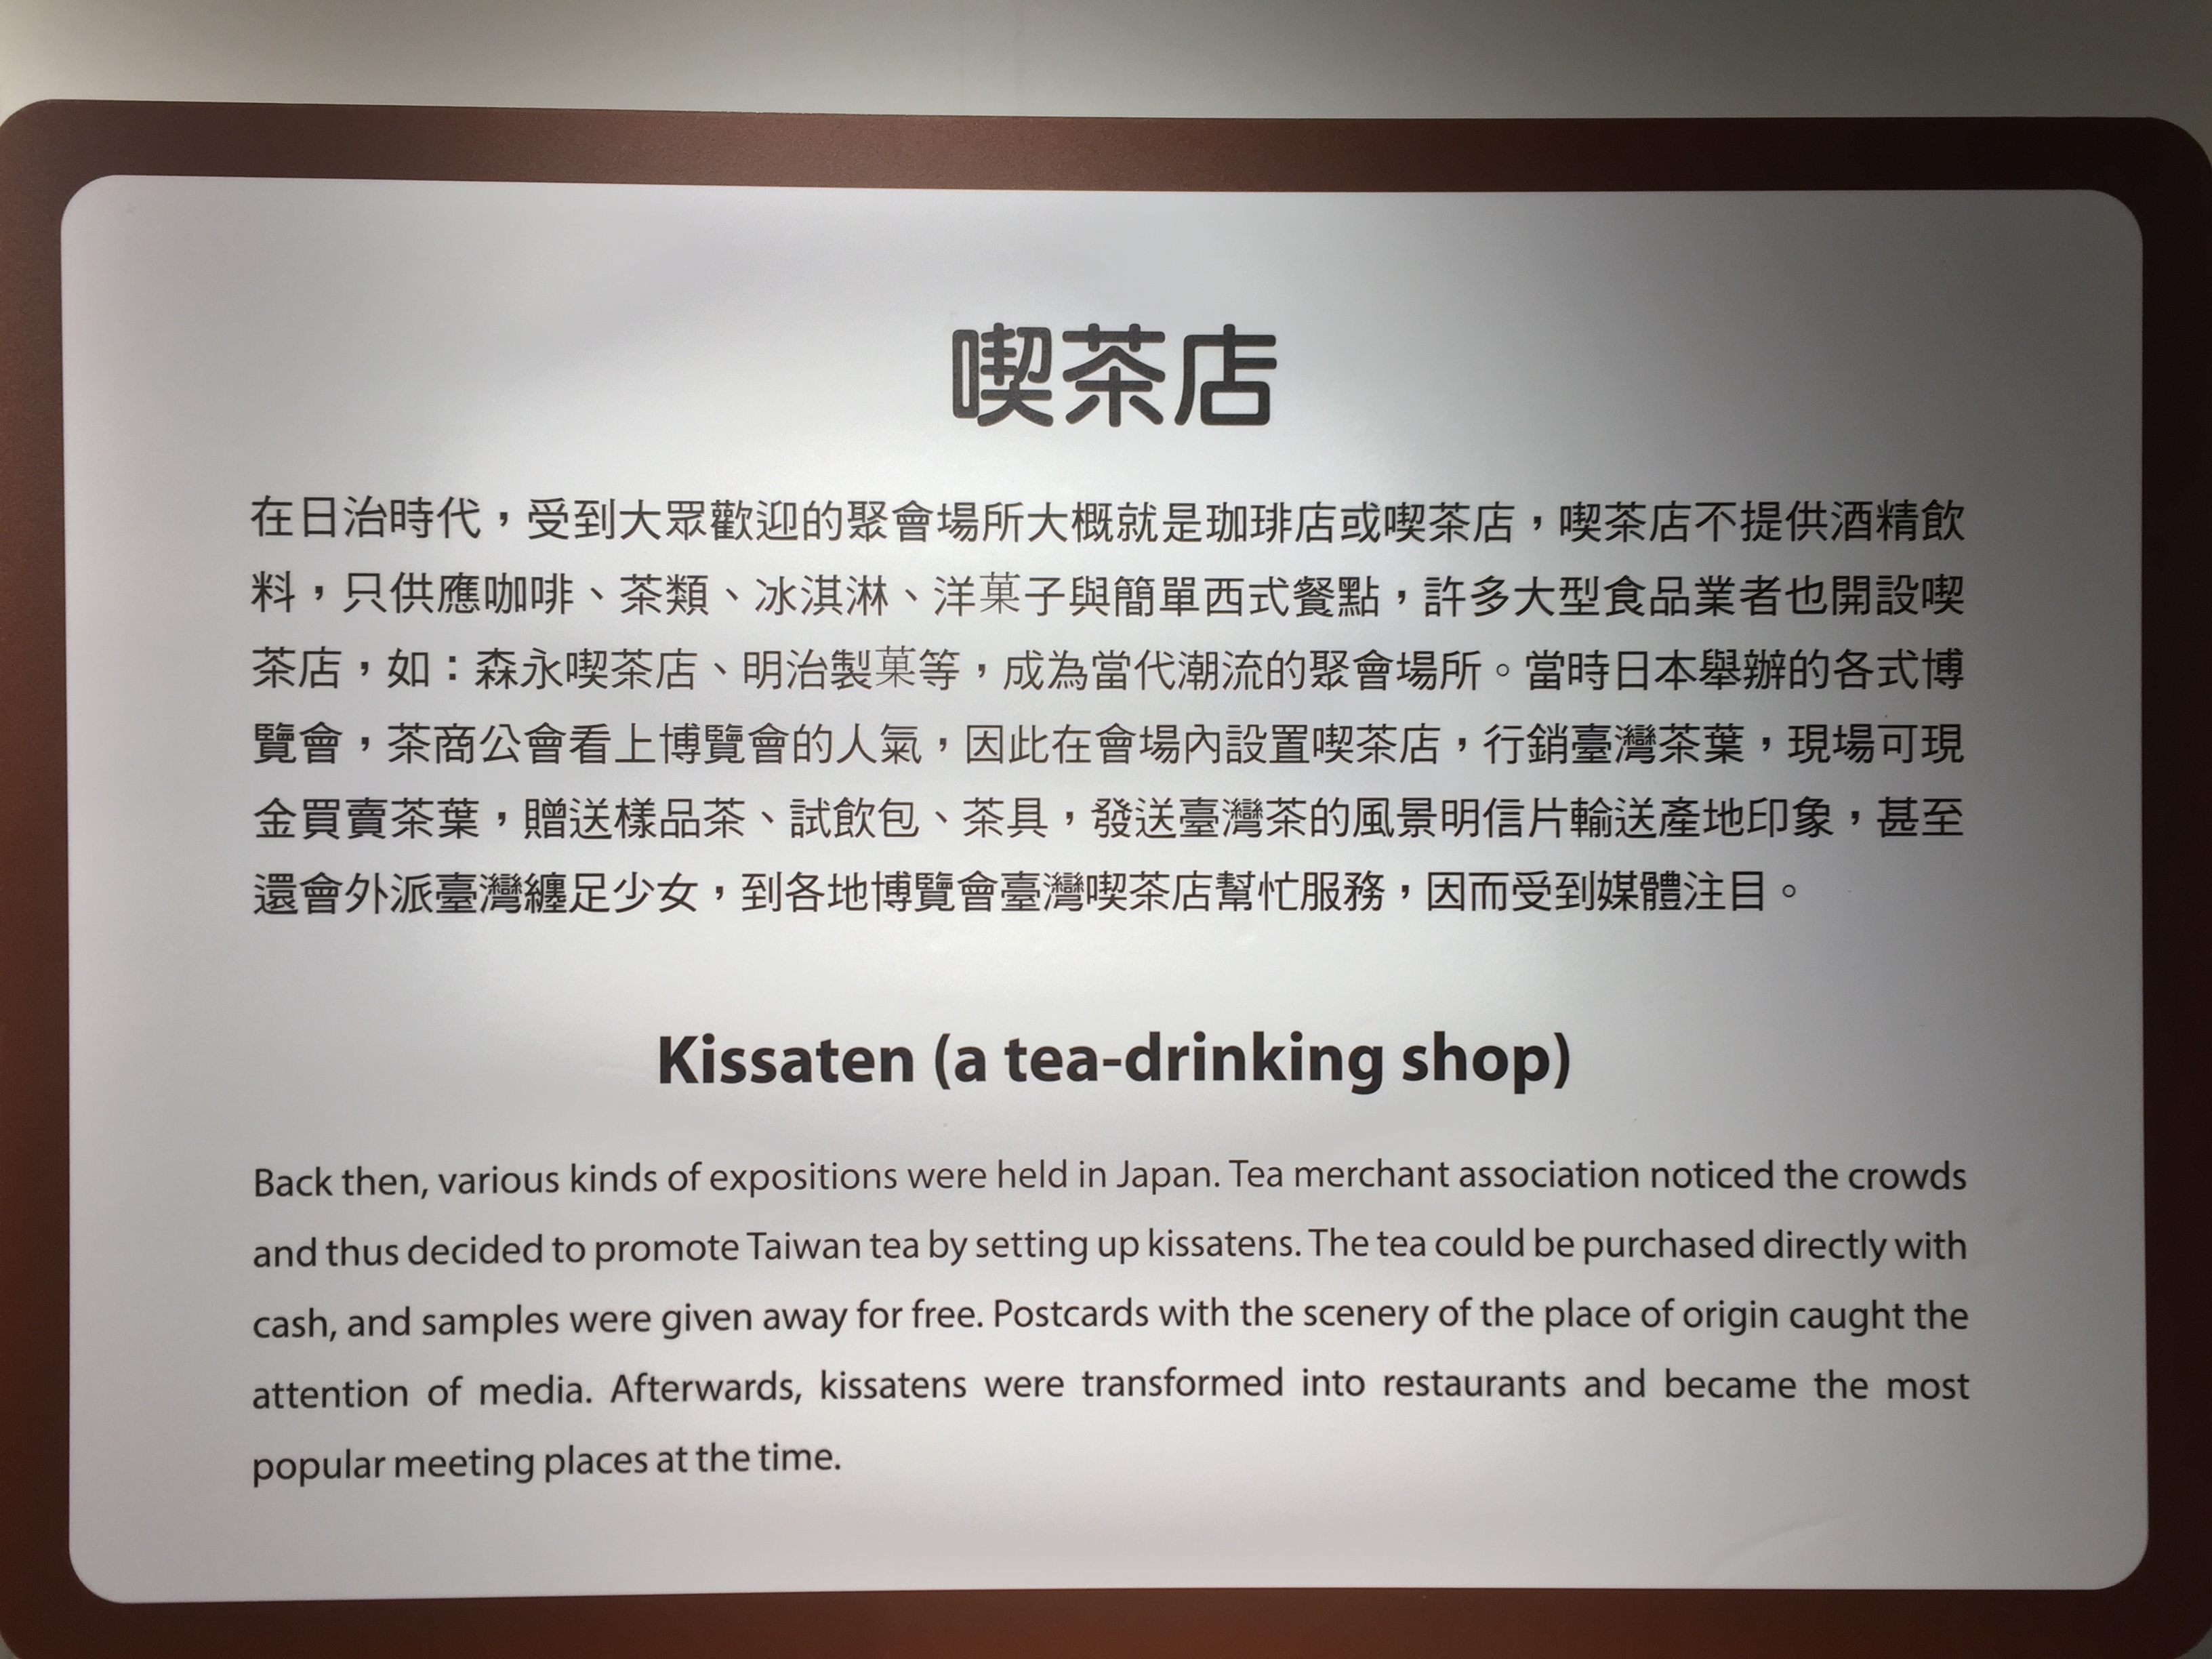 喫茶店
在日治時代，受到大眾歡迎的聚會場所大概就是珈琲店或喫茶店，喫茶店不提供酒精飲
料，只供應咖啡、茶類、冰淇淋、洋菓子與簡單西式餐點，許多大型食品業者也開設喫
茶店，如：森永喫茶店、明治製菓等，成為當代潮流的聚會場所。當時日本舉辦的各式博
覽會，茶商公會看上博覽會的人氣，因此在會場內設置喫茶店，行銷臺灣茶葉，現場可現
金買賣茶葉，贈送樣品茶、試飲包、茶具，發送臺灣茶的風景明信片輸送產地印象，甚至
還會外派臺灣纏足少女，到各地博覽會臺灣喫茶店幫忙服務，因而受到媒體注目。
Kissaten (a tea-drinking shop)
Back then, various kinds of expositions were held in Japan. Tea merchant association noticed the crowds
and thus decided to promote Taiwan tea by setting up kissatens. The tea could be purchased directly with
cash, and samples were given away for free. Postcards with the scenery of the place of origin caught the
attention of media. Afterwards, kissatens were transformed into restaurants and became the most
popular meeting places at the time.